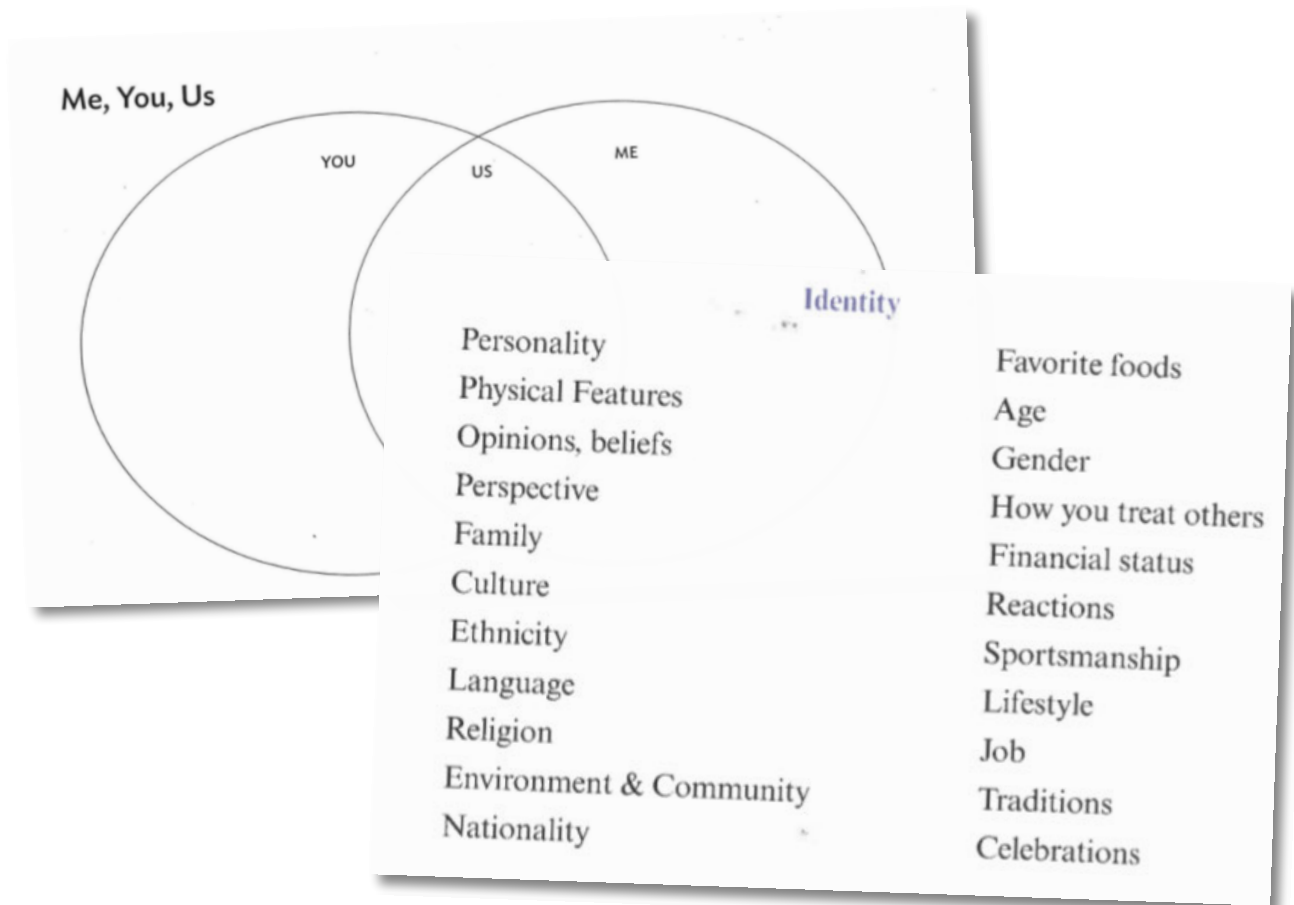 Me, You, Us
YOU
US
ME
Identity
Personality
Physical Features
Opinions, beliefs
Perspective
Family
Culture
Ethnicity
Language
Religion
Environment & Community
Nationality
Favorite foods
Age
Gender
How you treat others
Financial status
Reactions
Sportsmanship
Lifestyle
Job
Traditions
Celebrations